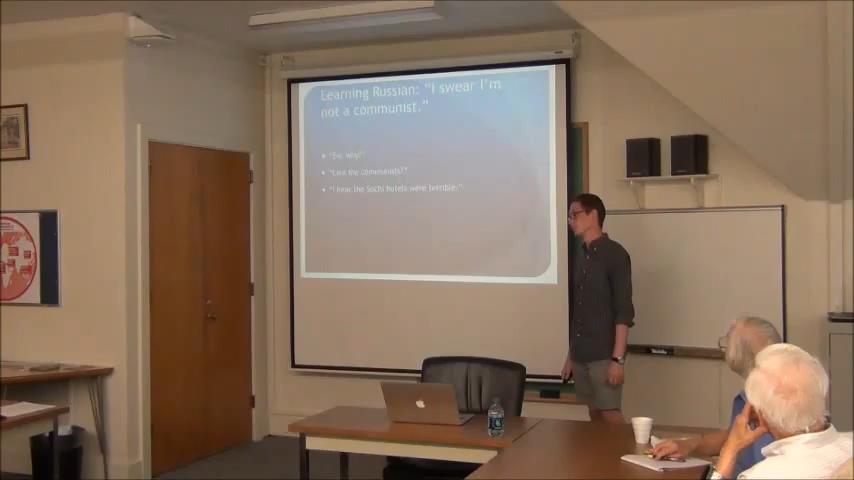 Learning Russian: "I swear I'm
not a communist."
"Ew, why?"
"Like the communists?"
"I hear the Sochi hotels were terrible."